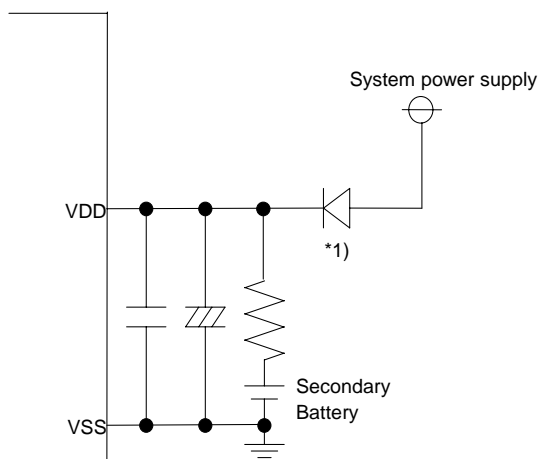 System power supply
VDD
*1)
Secondary
Battery
VSS